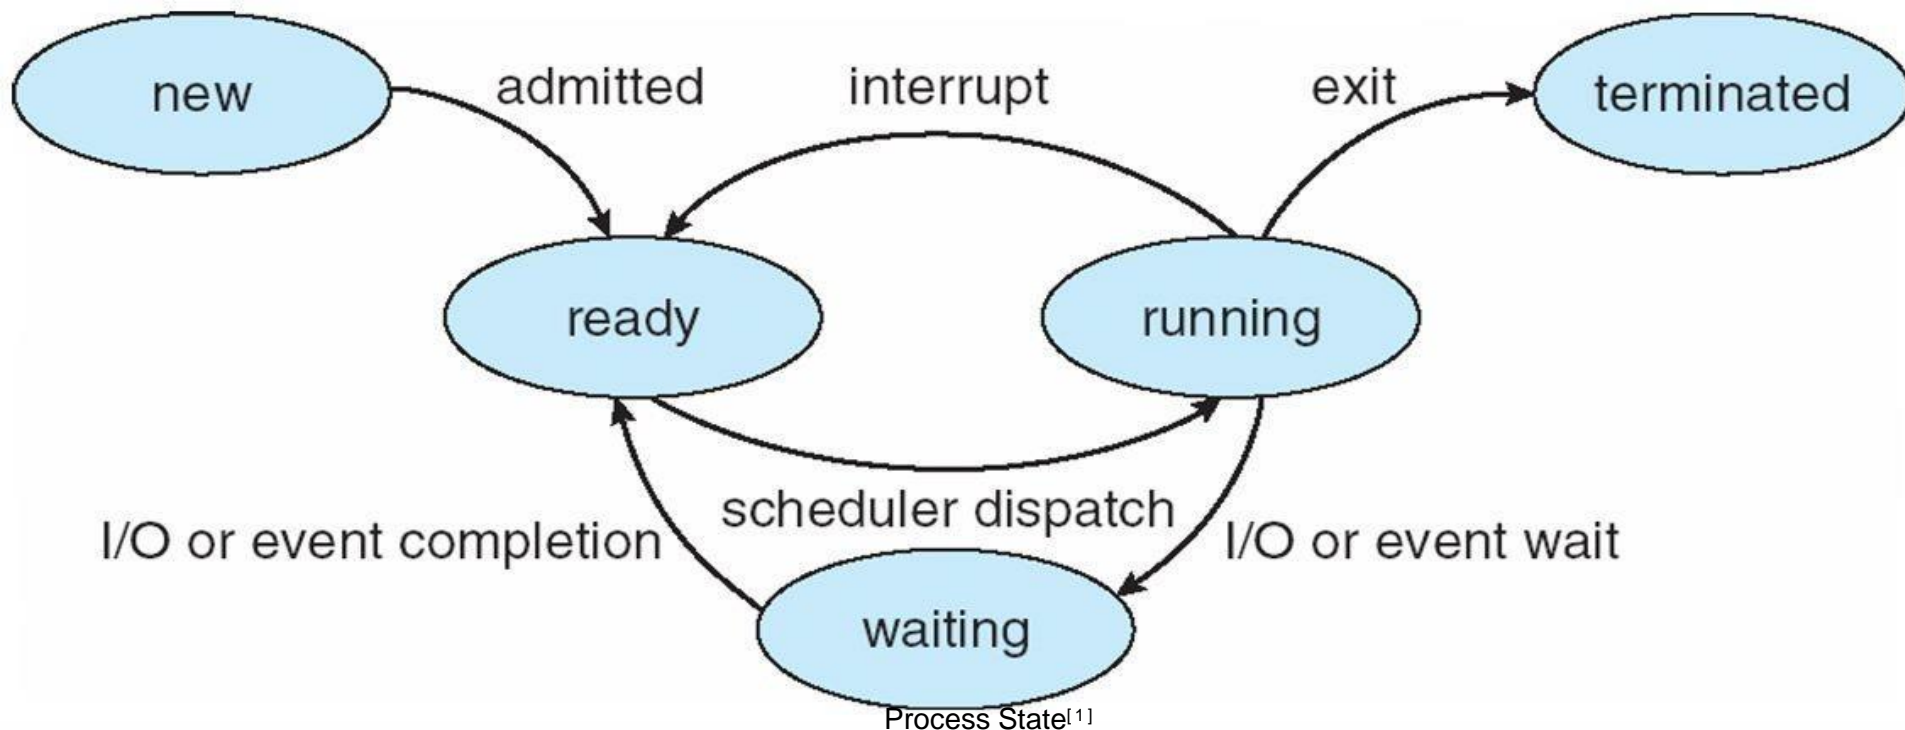 new
admitted
interrupt
exit
terminated
ready
running
scheduler dispatch
I/O or event completion
I/O or event wait
waiting
Process State[1]